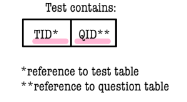 Test contains:
TID* QID**
*reference to test table
**reference to question table